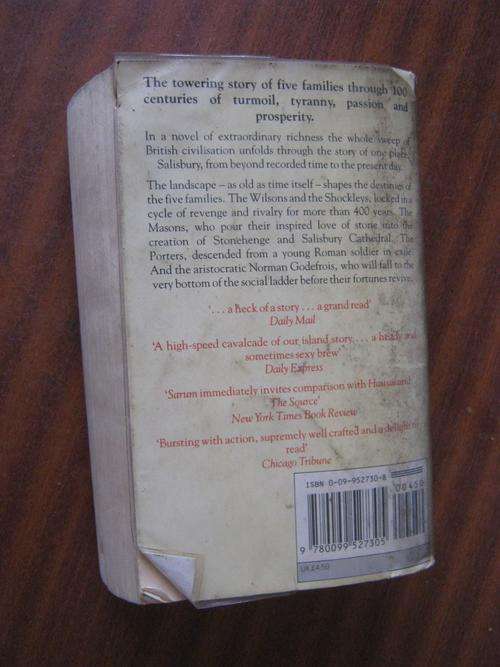 The towering story of five families through 100
centuries of turmoil, tyranny, passion and
prosperity.
In a novel of extraordinary richness the whole sweep of
British civilisation unfolds through the story of one place,
Salisbury, from beyond recorded time to the present day.
The landscape – as old as time itself – shapes the destinies of
the five families. The Wilsons and the Shockleys, locked in a
cycle of revenge and rivalry for more than 400 years. The
Masons, who pour their inspired love of stone into the
creation of Stonehenge and Salisbury Cathedral. The
Porters, descended from a young Roman soldier in exile.
And the aristocratic Norman Godefrois, who will fall to the
very bottom of the social ladder before their fortunes revive.
'. . . a heck of a story . . . a grand read'
Daily Mail
'A high-speed cavalcade of our island story . . . a heady and
sometimes sexy brew'
Daily Express
'Sarum immediately invites comparison with Hawaii and
The Source'
New York Times Book Review
'Bursting with action, supremely well crafted and a delight to
read'
Chicago Tribune
ISBN 0-09-952730-8
00450
9 780099 527305
UK £4.50